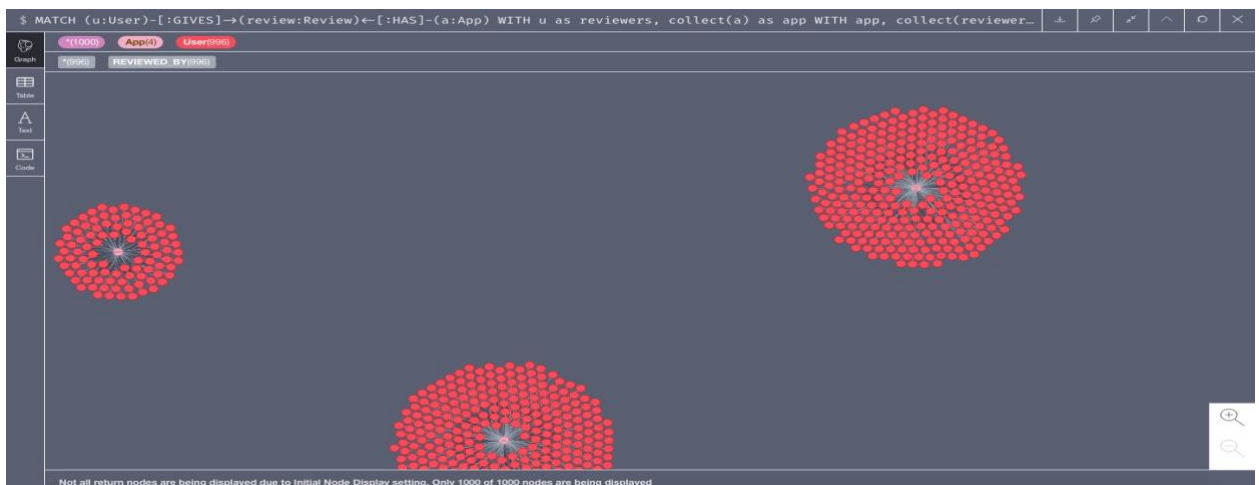 $ MATCH (u:User)-[:GIVES]→(review:Review)←[:HAS]-(a:App) WITH u as reviewers, collect(a) as app WITH app, collect(reviewer…
*(1000) App(4) User(996)
*(996) REVIEWED_BY(996)
Graph
Table
A
Text
Code
Not all return nodes are being displayed due to Initial Node Display setting. Only 1000 of 1000 nodes are being displayed